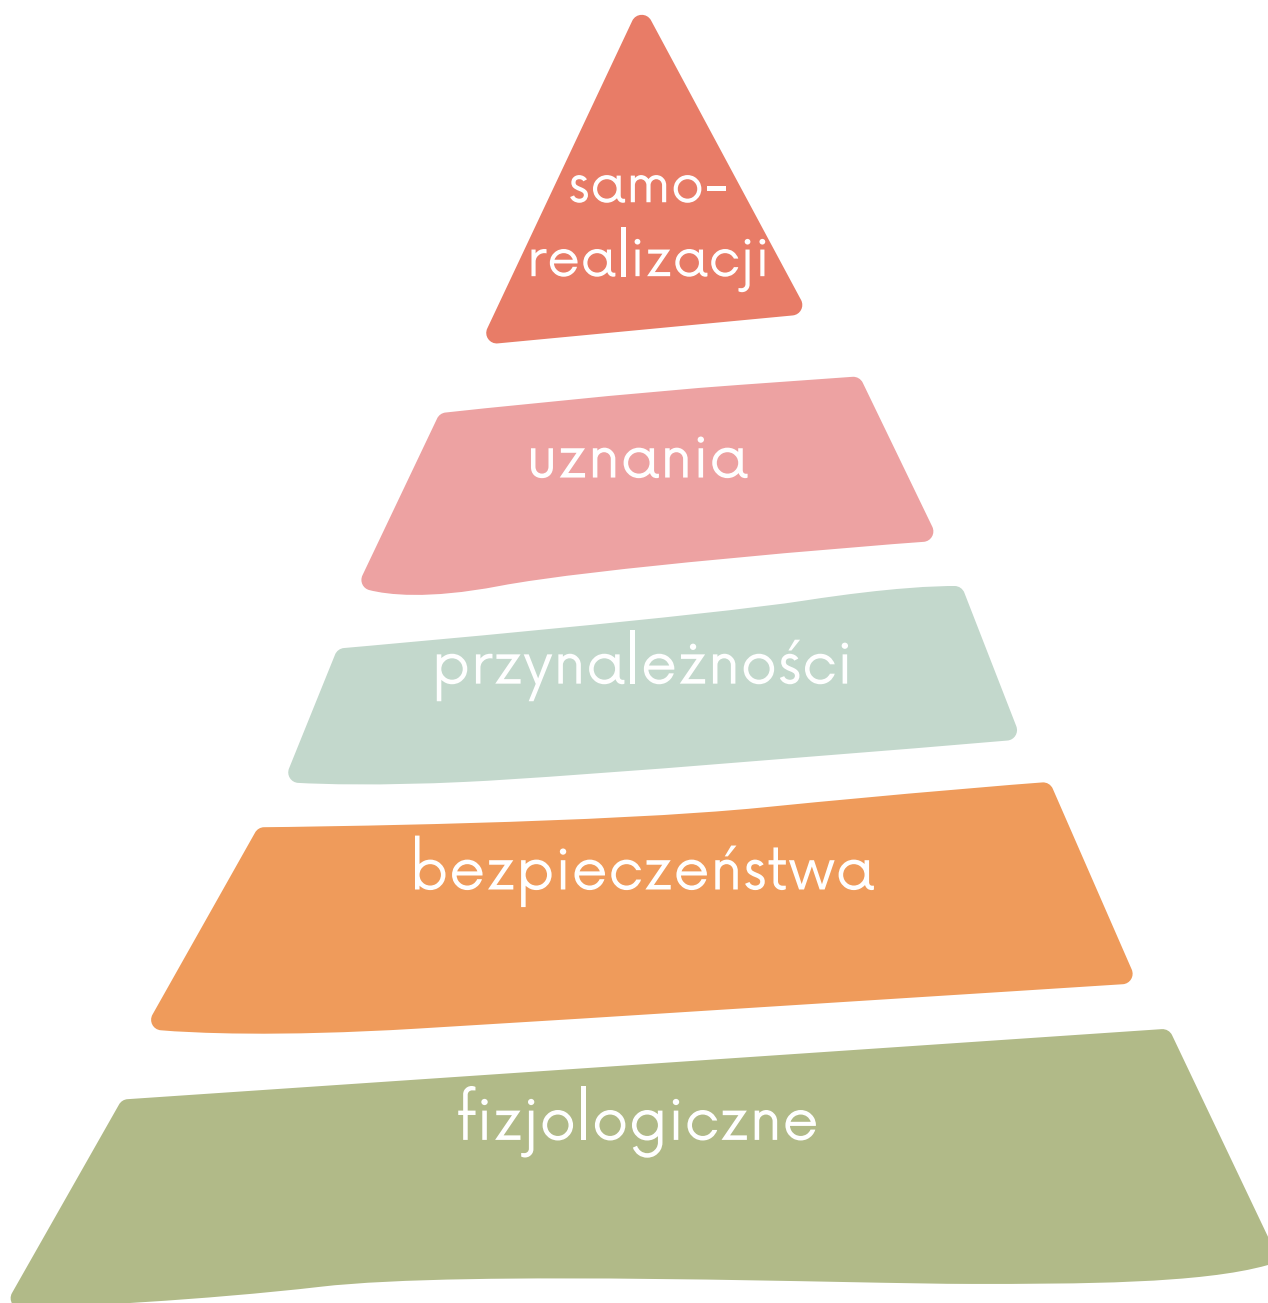 samo-
realizacji
uznania
przynależności
bezpieczeństwa
fizjologiczne